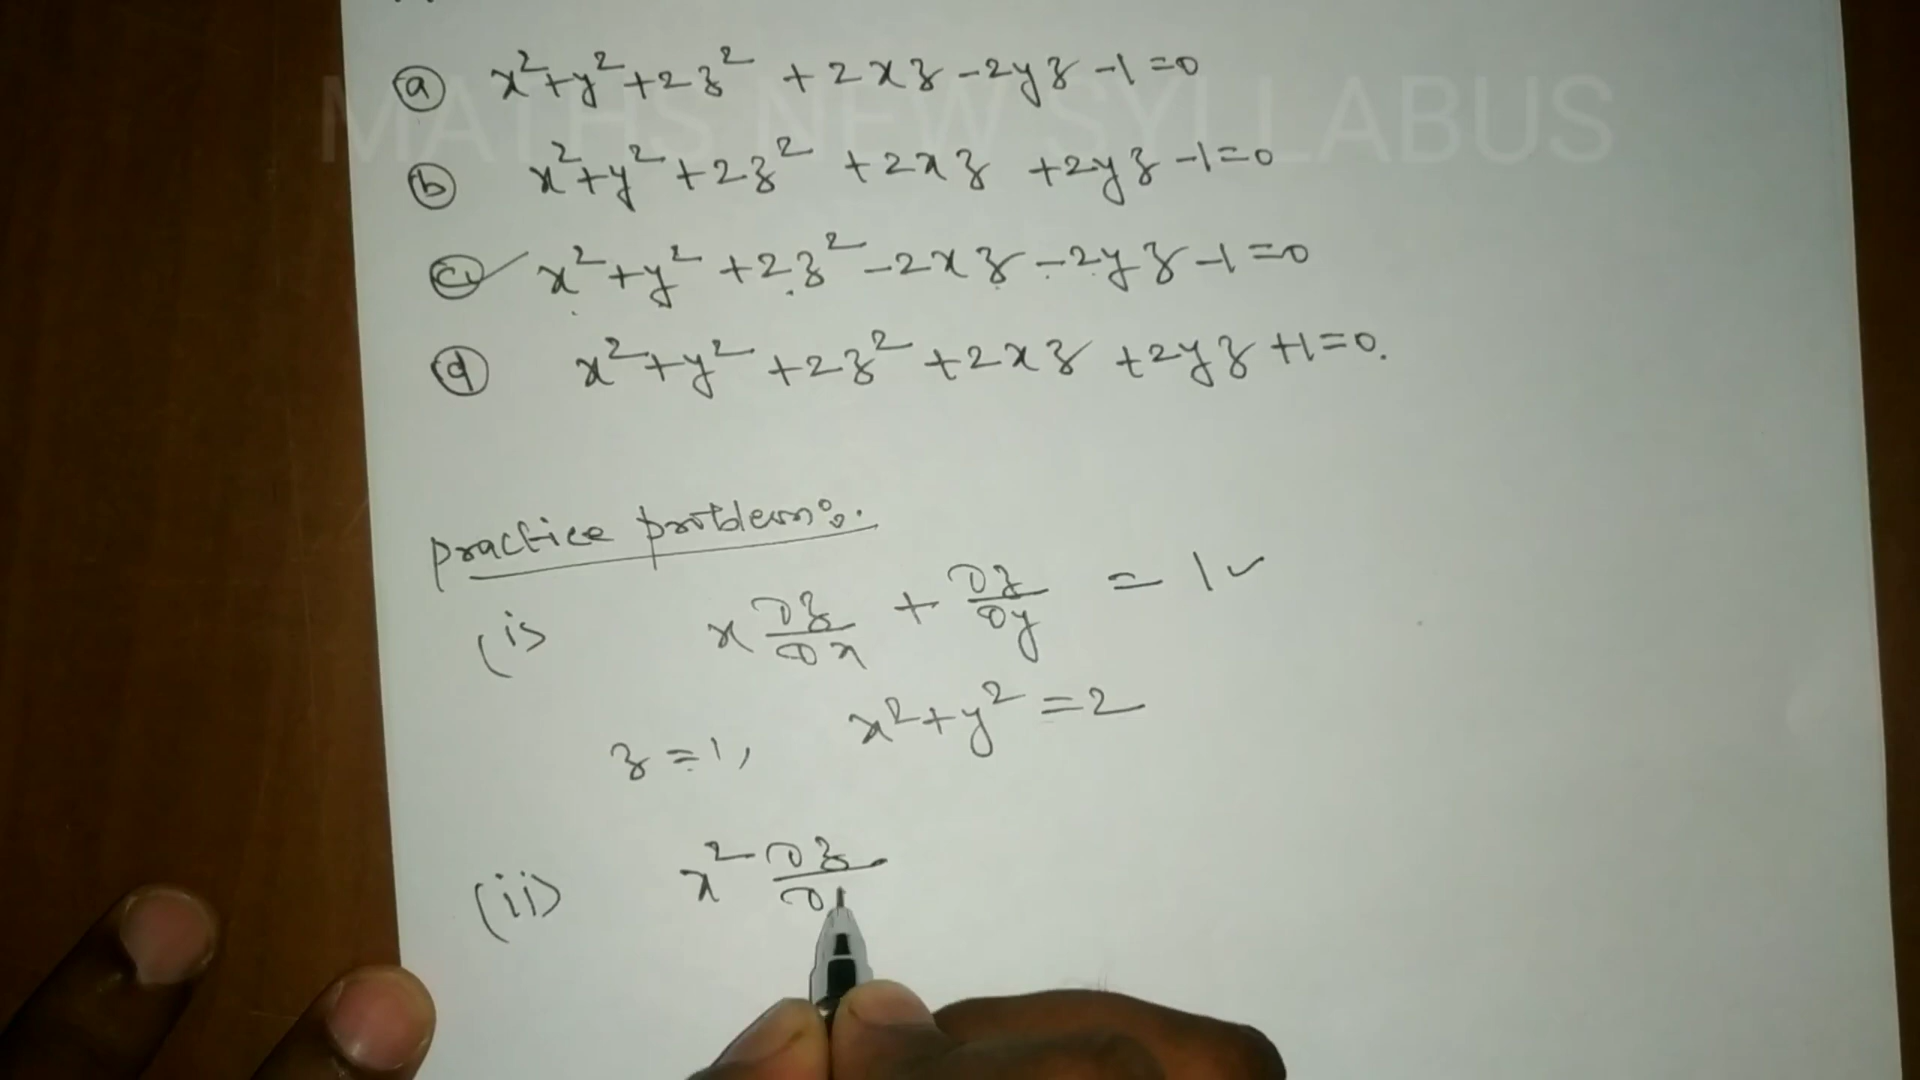 (a) x² + y² + 2z² + 2xz - 2yz - 1 = 0
MATHS NEW SYLLABUS
(b) x² + y² + 2z² + 2xz + 2yz - 1 = 0
(c) ✓ x² + y² + 2z² - 2xz - 2yz - 1 = 0
(d) x² + y² + 2z² + 2xz + 2yz + 1 = 0.
practice problems:.
(i) x ∂z/∂x + ∂z/∂y = 1 ✓
z = 1, x² + y² = 2
(ii) x² ∂z/∂